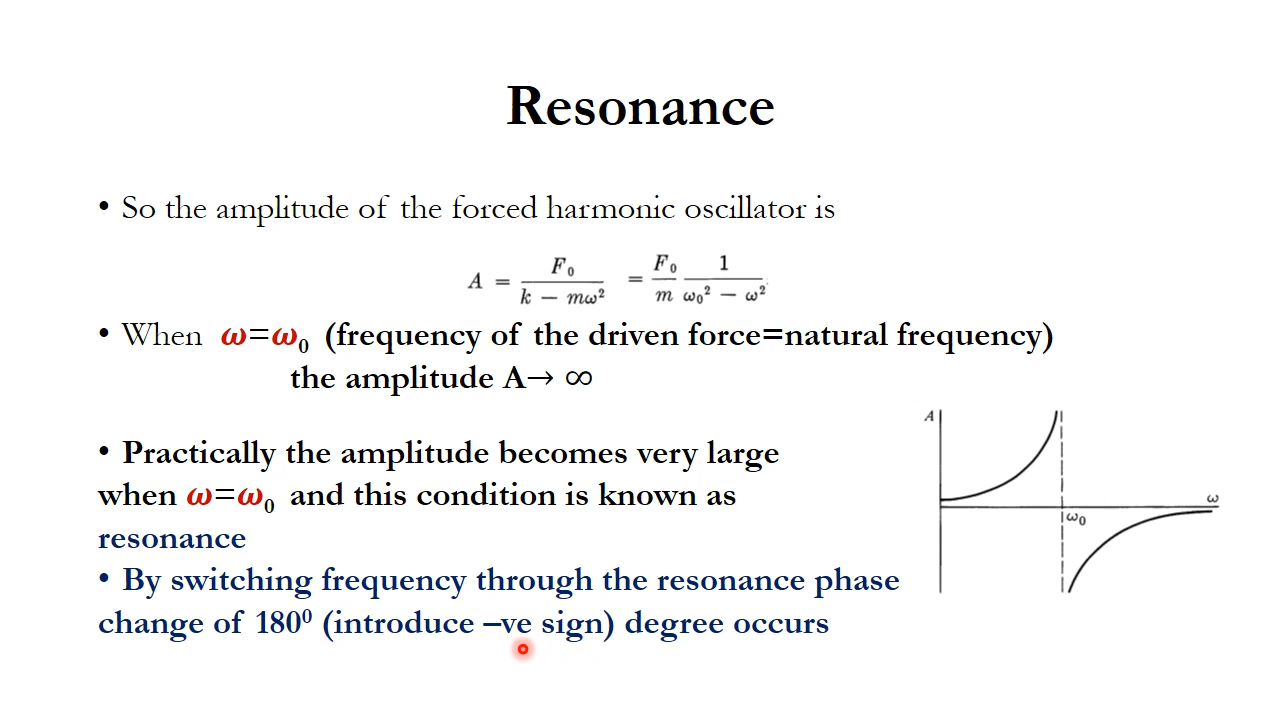 Resonance
• So the amplitude of the forced harmonic oscillator is
A = F₀ / (k − mω²) = F₀/m 1/(ω₀² − ω²)
• When ω=ω₀ (frequency of the driven force=natural frequency)
the amplitude A→ ∞
• Practically the amplitude becomes very large
when ω=ω₀ and this condition is known as
resonance
• By switching frequency through the resonance phase
change of 180⁰ (introduce –ve sign) degree occurs
A
ω
ω₀